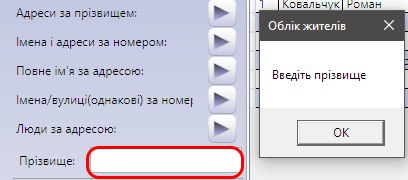 Адреси за прізвищем:
Імена і адреси за номером:
Повне ім'я за адресою:
Імена/вулиці(однакові) за номер
Люди за адресою:
Прізвище:
1 Ковальчук Роман
Облік жителів
Введіть прізвище
OK